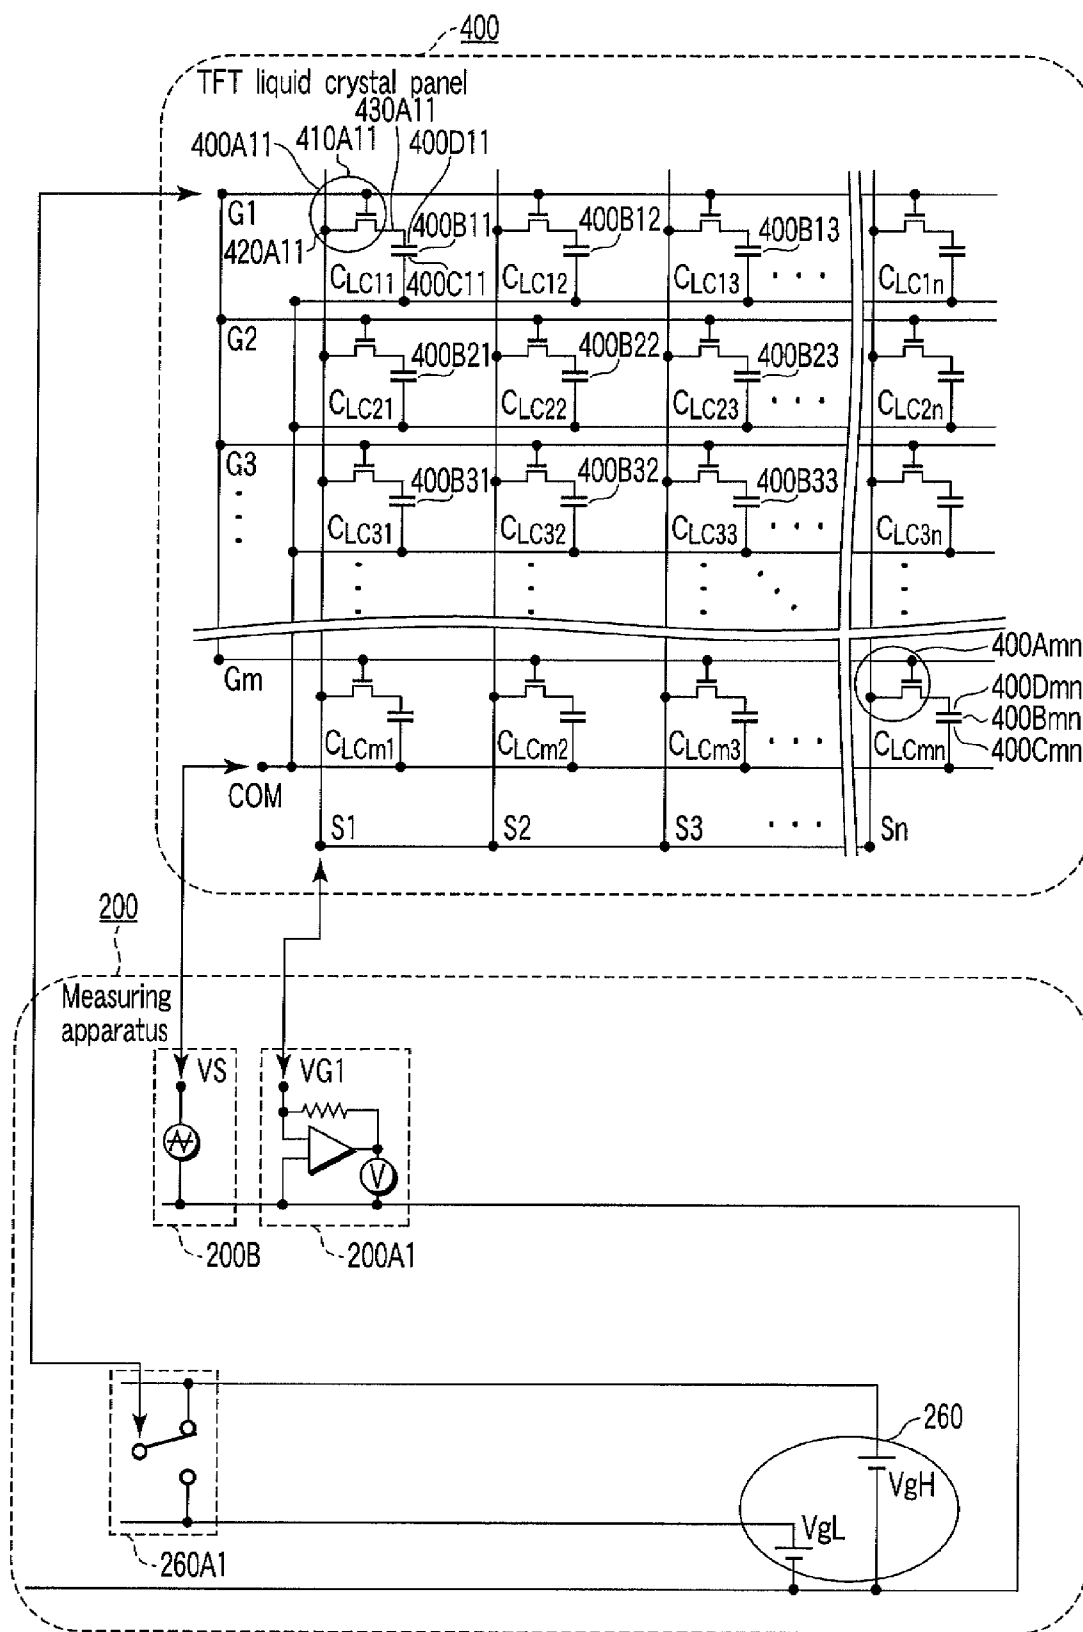 400
TFT liquid crystal panel
430A11
410A11
400A11 400D11
G1 400B11 400B12 400B13
420A11
400C11
CLC11 CLC12 CLC13 . . . CLC1n
G2 400B21 400B22 400B23
CLC21 CLC22 CLC23 . . . CLC2n
G3 400B31 400B32 400B33
CLC31 CLC32 CLC33 . . . CLC3n
400Amn
Gm 400Dmn
400Bmn
CLCm1 CLCm2 CLCm3 . . . CLCmn 400Cmn
COM
S1 S2 S3 . . . Sn
200
Measuring
apparatus
VS VG1
V
200B 200A1
260
VgH
VgL
260A1